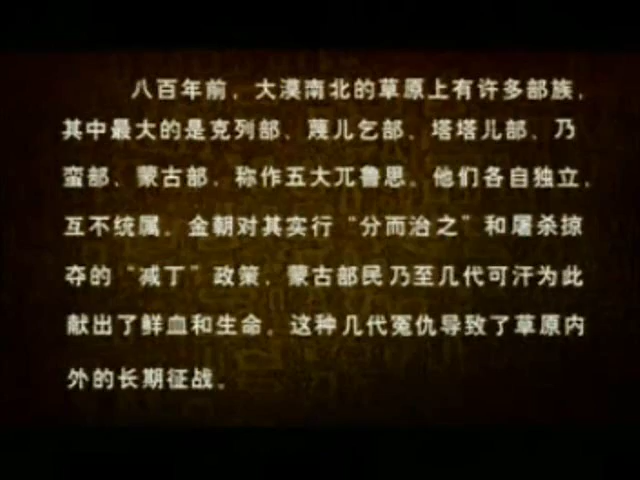 八百年前，大漠南北的草原上有许多部族，
其中最大的是克列部、蔑儿乞部、塔塔儿部、乃
蛮部、蒙古部，称作五大兀鲁思。他们各自独立，
互不统属。金朝对其实行“分而治之”和屠杀掠
夺的“减丁”政策，蒙古部民乃至几代可汗为此
献出了鲜血和生命。这种几代冤仇导致了草原内
外的长期征战。